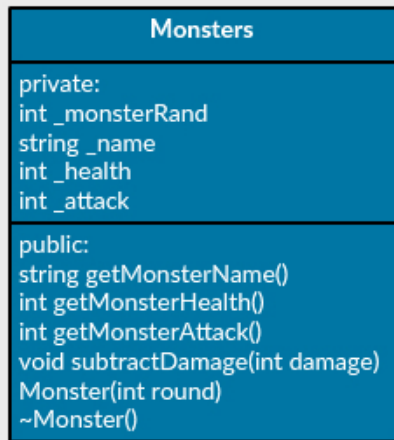 Monsters
private:
int _monsterRand
string _name
int _health
int _attack
public:
string getMonsterName()
int getMonsterHealth()
int getMonsterAttack()
void subtractDamage(int damage)
Monster(int round)
~Monster()